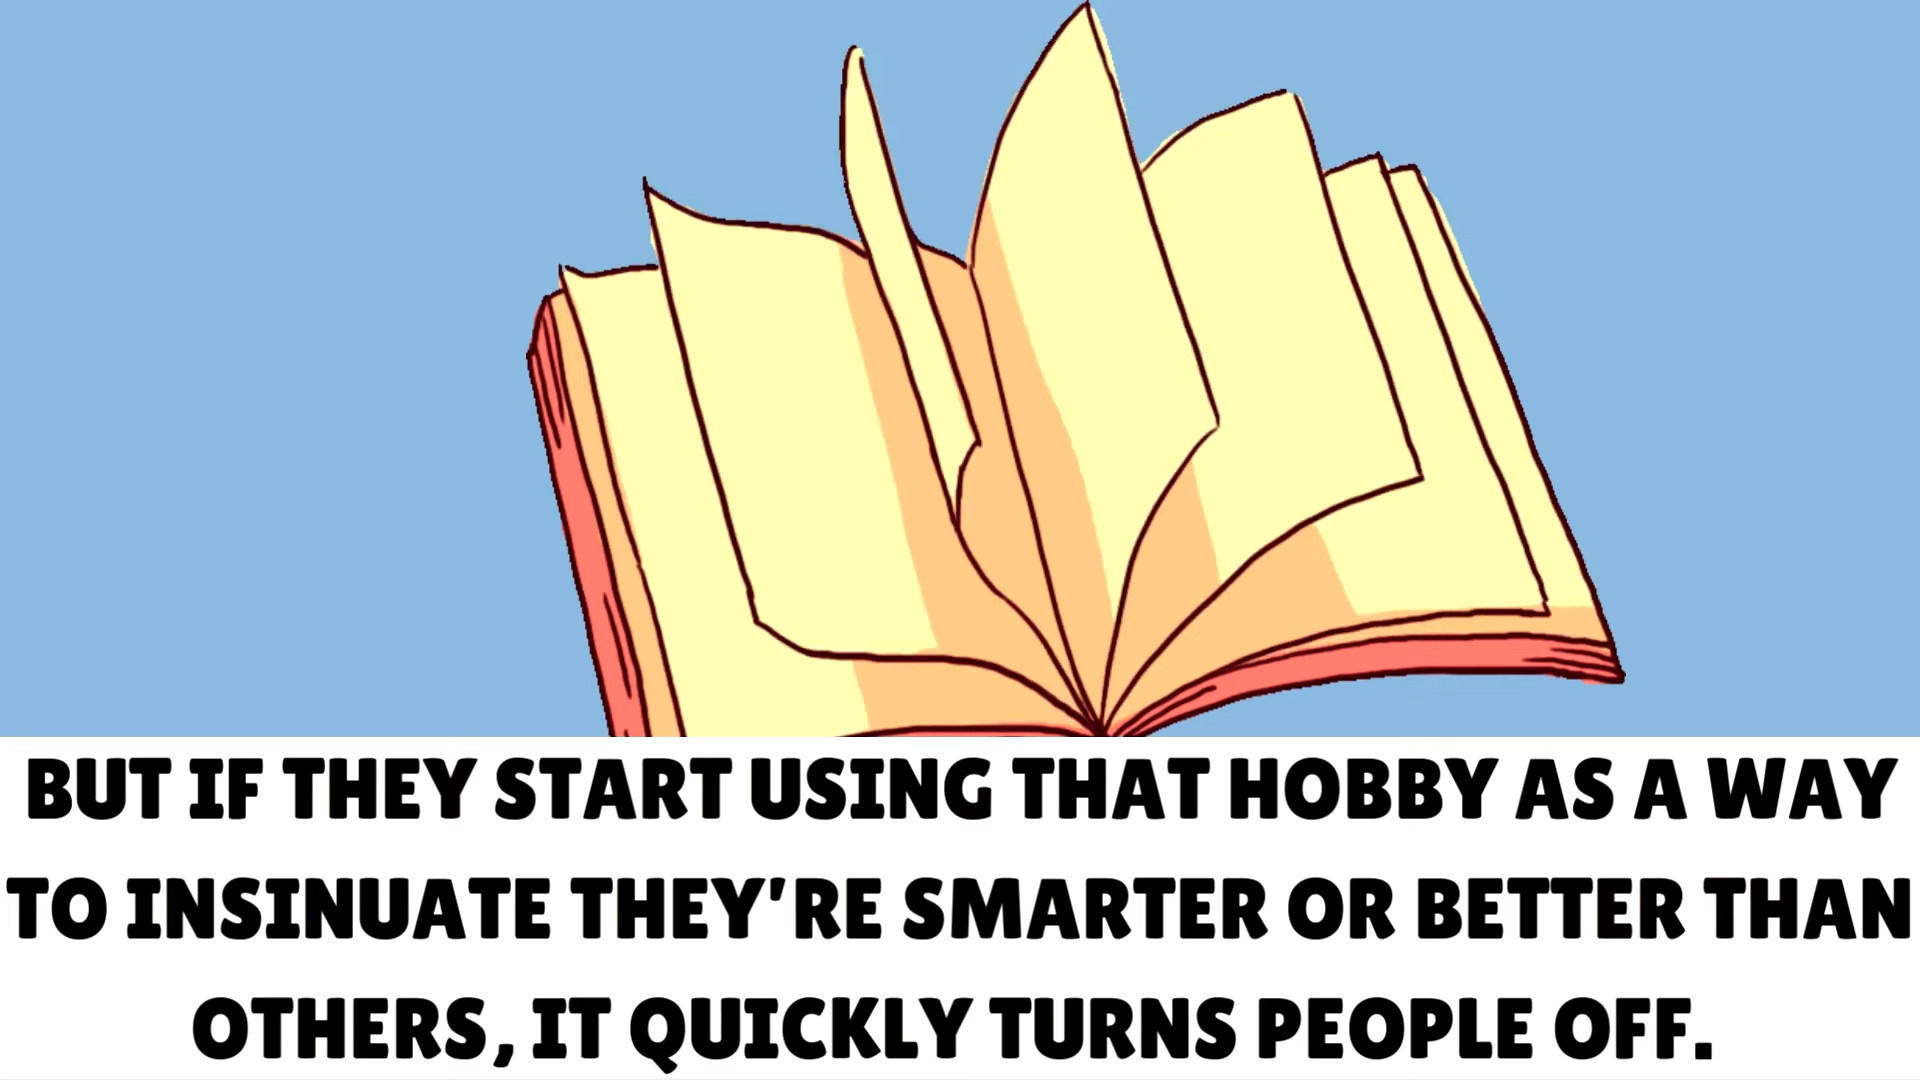 BUT IF THEY START USING THAT HOBBY AS A WAY
TO INSINUATE THEY'RE SMARTER OR BETTER THAN
OTHERS, IT QUICKLY TURNS PEOPLE OFF.